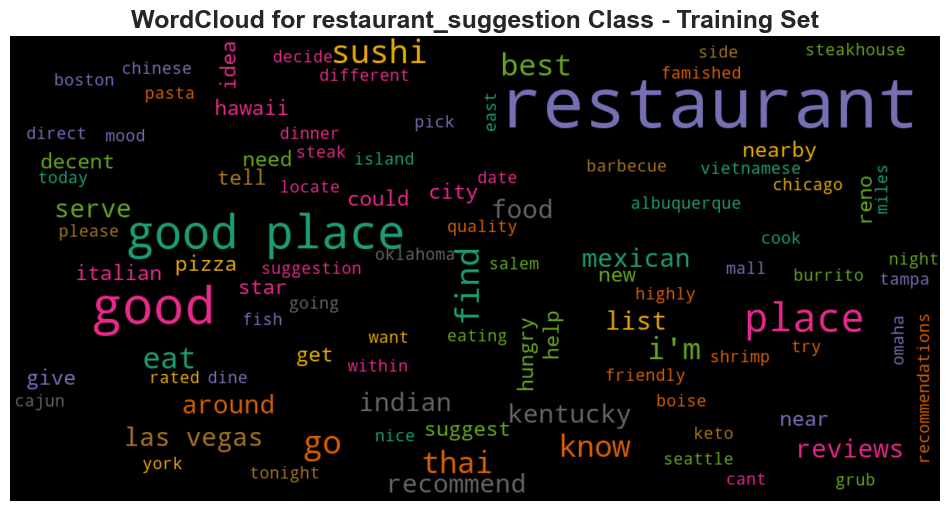 WordCloud for restaurant_suggestion Class - Training Set
sushi
decide
idea
different
chinese
boston
pasta
hawaii
best
side
steakhouse
famished
restaurant
east
pick
direct
mood
dinner
steak
island
need
decent
today
tell
locate
could
city
date
nearby
barbecue
vietnamese
chicago
albuquerque
reno
miles
serve
please
good place
food
quality
oklahoma
cook
italian
pizza
suggestion
star
going
find
salem
mexican
new
mall
burrito
night
tampa
good
fish
want
eating
highly
list
place
hungry
help
i'm
shrimp
try
omaha
recommendations
eat
get
within
give
rated
dine
friendly
cajun
around
indian
kentucky
boise
near
las vegas
go
nice
suggest
thai
know
keto
reviews
york
tonight
recommend
seattle
cant
grub